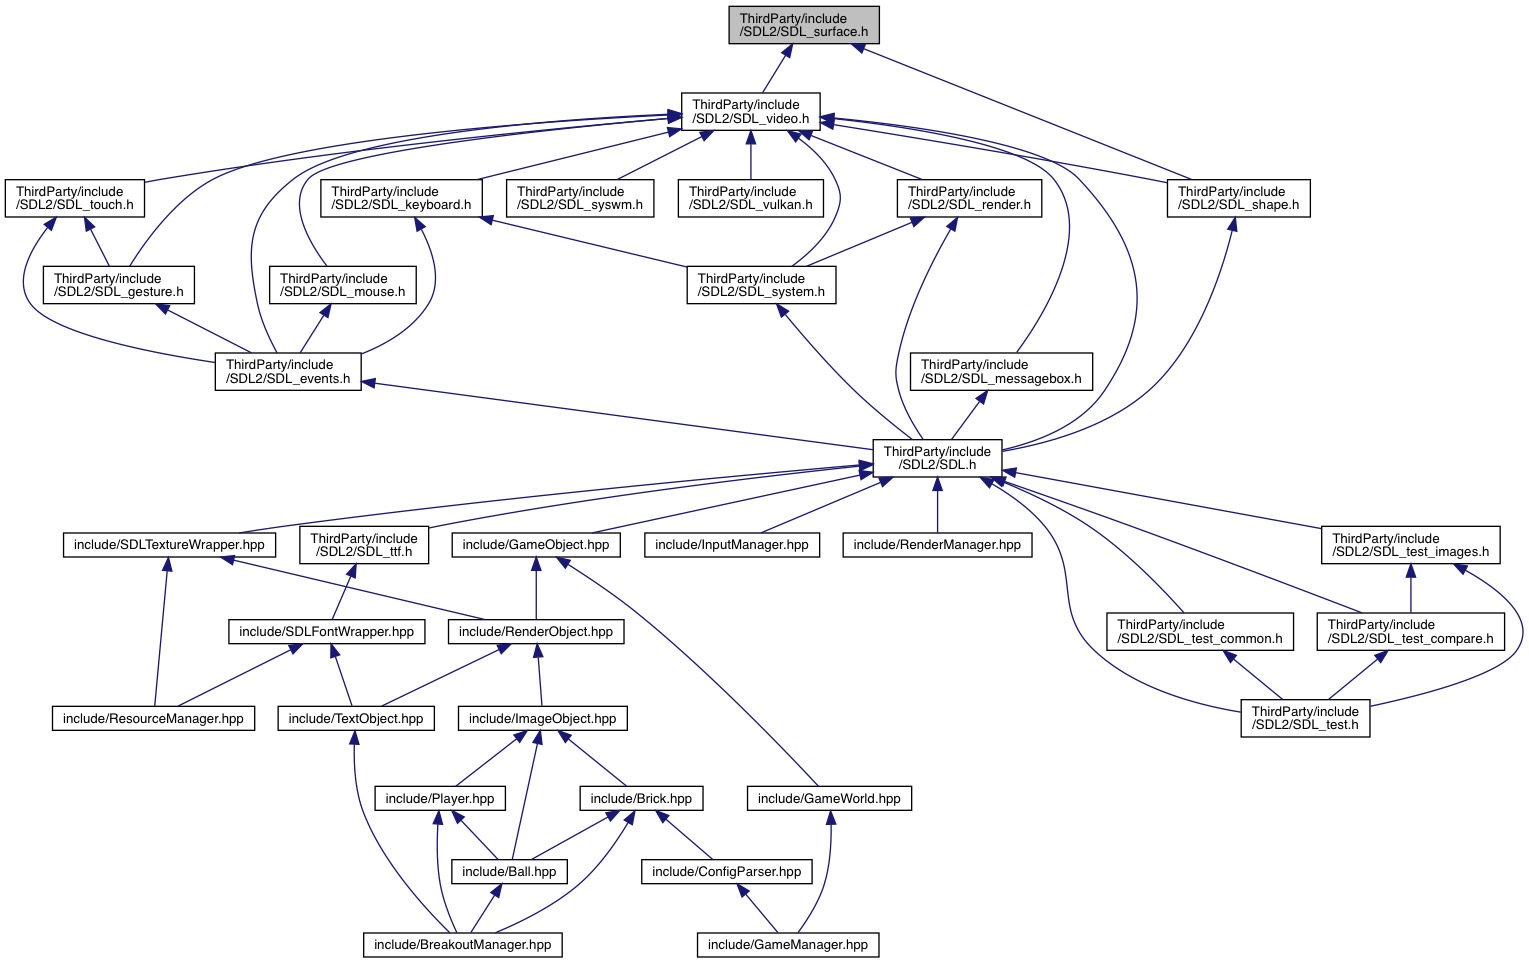 ThirdParty/include
/SDL2/SDL_surface.h
ThirdParty/include
/SDL2/SDL_video.h
ThirdParty/include
/SDL2/SDL_touch.h
ThirdParty/include
/SDL2/SDL_keyboard.h
ThirdParty/include
/SDL2/SDL_syswm.h
ThirdParty/include
/SDL2/SDL_vulkan.h
ThirdParty/include
/SDL2/SDL_render.h
ThirdParty/include
/SDL2/SDL_shape.h
ThirdParty/include
/SDL2/SDL_gesture.h
ThirdParty/include
/SDL2/SDL_mouse.h
ThirdParty/include
/SDL2/SDL_system.h
ThirdParty/include
/SDL2/SDL_events.h
ThirdParty/include
/SDL2/SDL_messagebox.h
ThirdParty/include
/SDL2/SDL.h
include/SDLTextureWrapper.hpp
ThirdParty/include
/SDL2/SDL_ttf.h
include/GameObject.hpp
include/InputManager.hpp
include/RenderManager.hpp
ThirdParty/include
/SDL2/SDL_test_images.h
include/SDLFontWrapper.hpp
include/RenderObject.hpp
ThirdParty/include
/SDL2/SDL_test_common.h
ThirdParty/include
/SDL2/SDL_test_compare.h
include/ResourceManager.hpp
include/TextObject.hpp
include/ImageObject.hpp
ThirdParty/include
/SDL2/SDL_test.h
include/Player.hpp
include/Brick.hpp
include/GameWorld.hpp
include/Ball.hpp
include/ConfigParser.hpp
include/BreakoutManager.hpp
include/GameManager.hpp